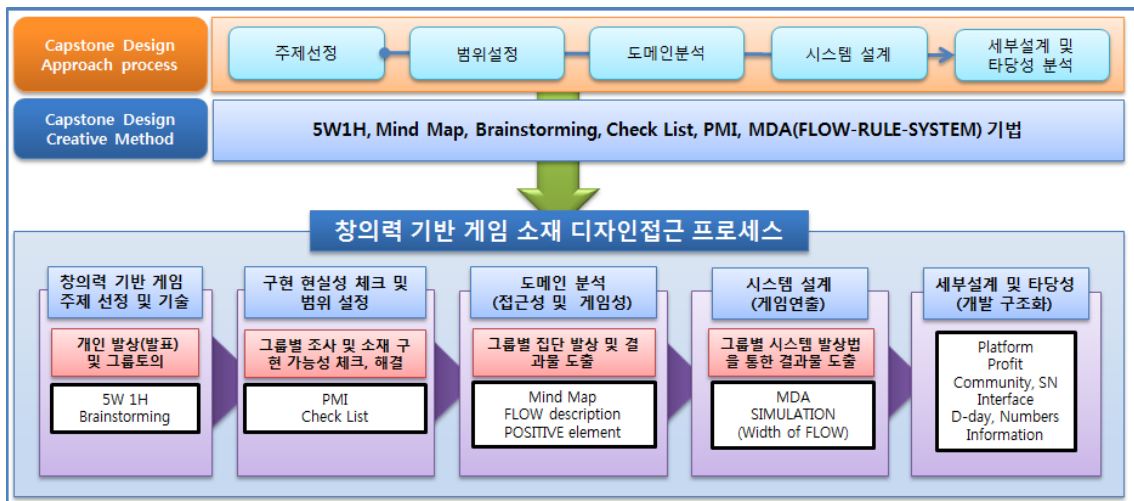 Capstone Design
Approach process
주제선정
범위설정
도메인분석
시스템 설계
세부설계 및
타당성 분석
Capstone Design
Creative Method
5W1H, Mind Map, Brainstorming, Check List, PMI, MDA(FLOW-RULE-SYSTEM) 기법
창의력 기반 게임 소재 디자인접근 프로세스
창의력 기반 게임
주제 선정 및 기술
개인 발상(발표)
및 그룹토의
5W 1H
Brainstorming
구현 현실성 체크 및
범위 설정
그룹별 조사 및 소재 구
현 가능성 체크, 해결
PMI
Check List
도메인 분석
(접근성 및 게임성)
그룹별 집단 발상 및 결
과물 도출
Mind Map
FLOW description
POSITIVE element
시스템 설계
(게임연출)
그룹별 시스템 발상법
을 통한 결과물 도출
MDA
SIMULATION
(Width of FLOW)
세부설계 및 타당성
(개발 구조화)
Platform
Profit
Community, SN
Interface
D-day, Numbers
Information